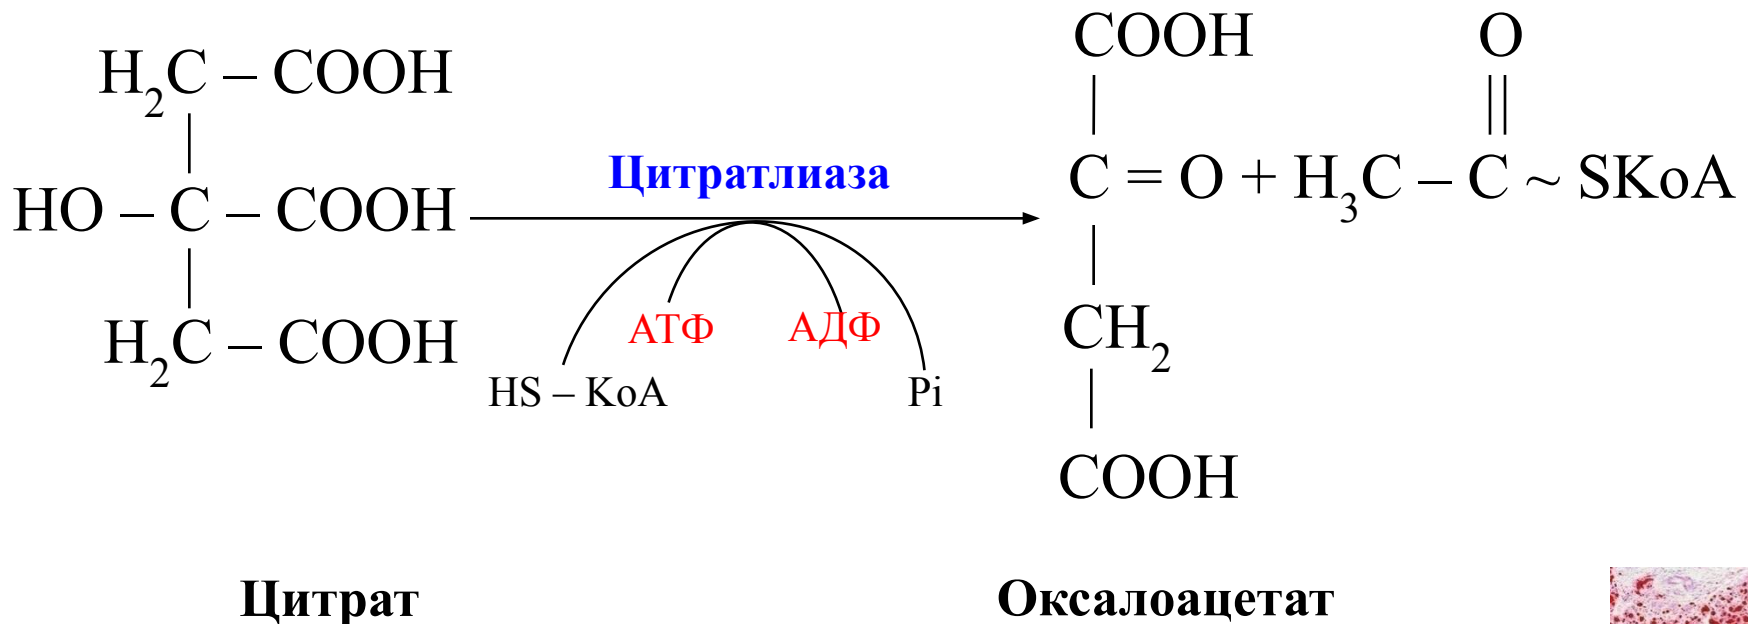 COOH O
H₂C – COOH
Цитратлиаза
C = O + H₃C – C ~ SKoA
HO – C – COOH
АТФ АДФ
CH₂
H₂C – COOH
HS – KoA Pi
COOH
Цитрат Оксалоацетат